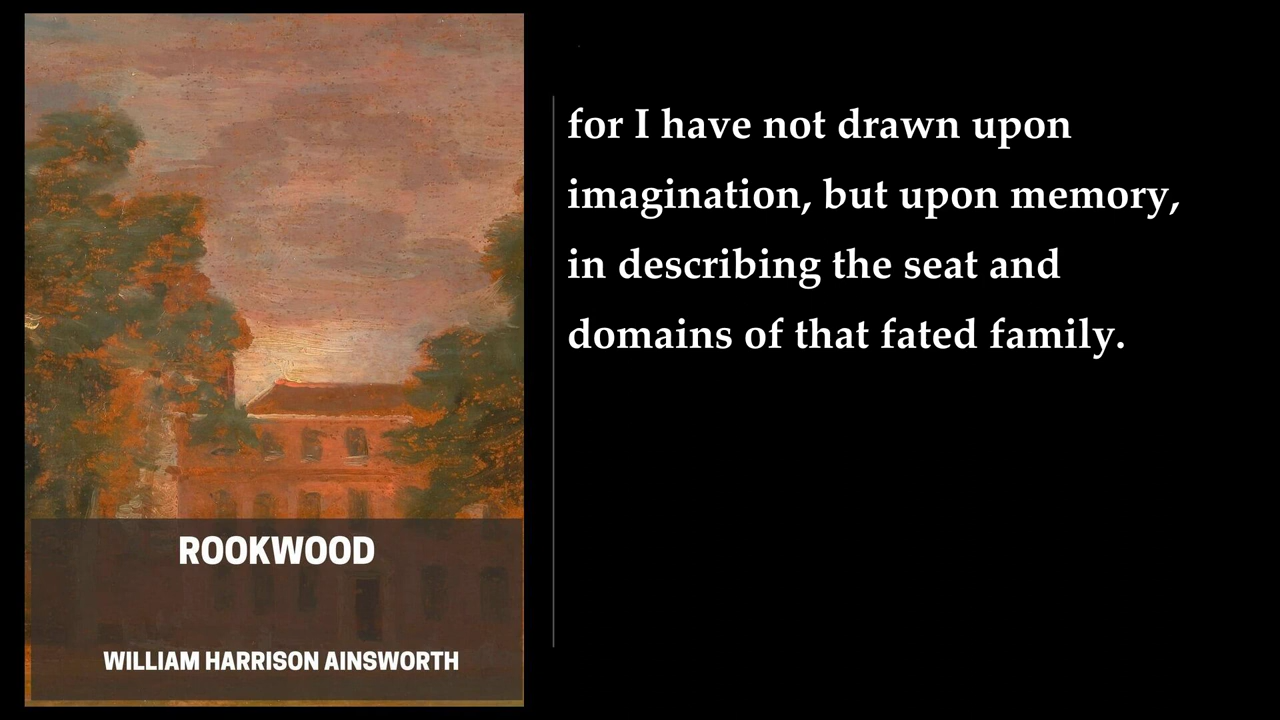 for I have not drawn upon
imagination, but upon memory,
in describing the seat and
domains of that fated family.
ROOKWOOD
WILLIAM HARRISON AINSWORTH